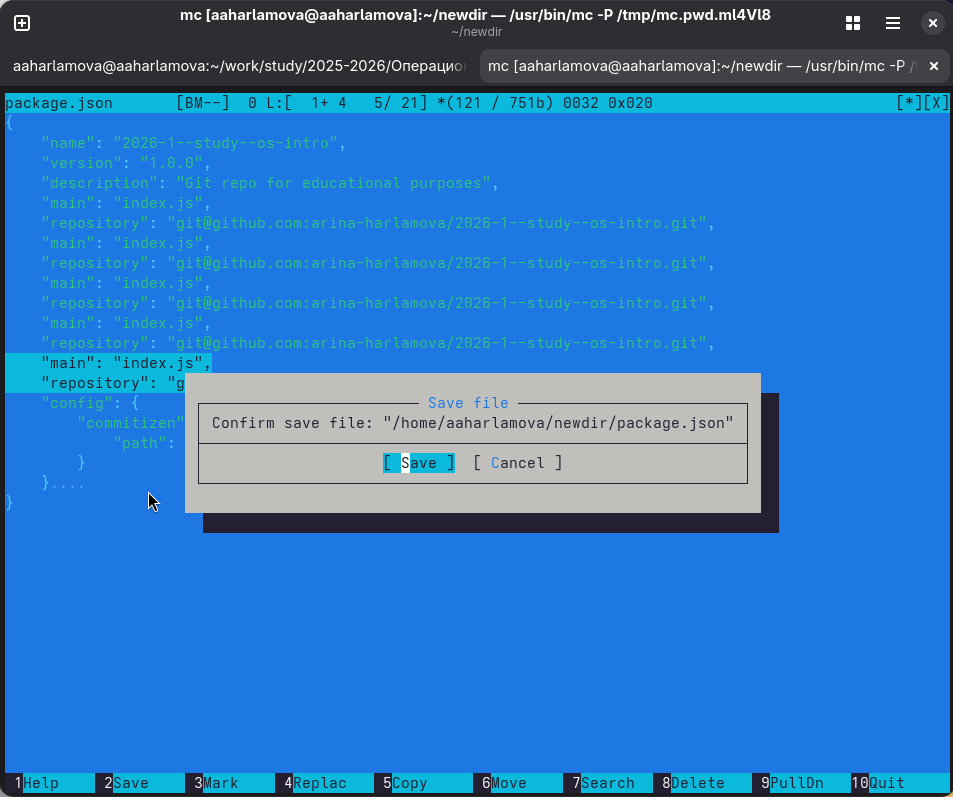 mc [aaharlamova@aaharlamova]:~/newdir — /usr/bin/mc -P /tmp/mc.pwd.ml4Vl8
~/newdir
aaharlamova@aaharlamova:~/work/study/2025-2026/Операцио
mc [aaharlamova@aaharlamova]:~/newdir — /usr/bin/mc -P /
package.json [BM--] 0 L:[ 1+ 4 5/ 21] *(121 / 751b) 0032 0x020 [*][X]
{
"name": "2026-1--study--os-intro",
"version": "1.0.0",
"description": "Git repo for educational purposes",
"main": "index.js",
"repository": "git@github.com:arina-harlamova/2026-1--study--os-intro.git",
"main": "index.js",
"repository": "git@github.com:arina-harlamova/2026-1--study--os-intro.git",
"main": "index.js",
"repository": "git@github.com:arina-harlamova/2026-1--study--os-intro.git",
"main": "index.js",
"repository": "git@github.com:arina-harlamova/2026-1--study--os-intro.git",
"main": "index.js",
"repository": "g
"config": {
"commitizen"
"path":
}
}....
}
Save file
Confirm save file: "/home/aaharlamova/newdir/package.json"
[ Save ] [ Cancel ]
1Help 2Save 3Mark 4Replac 5Copy 6Move 7Search 8Delete 9PullDn 10Quit